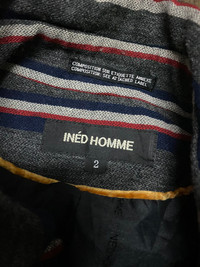 COMPOSITION SUR ETIQUETTE ANNEXE
COMPOSITION: SEE ATTACHED LABEL
INÉD HOMME
2